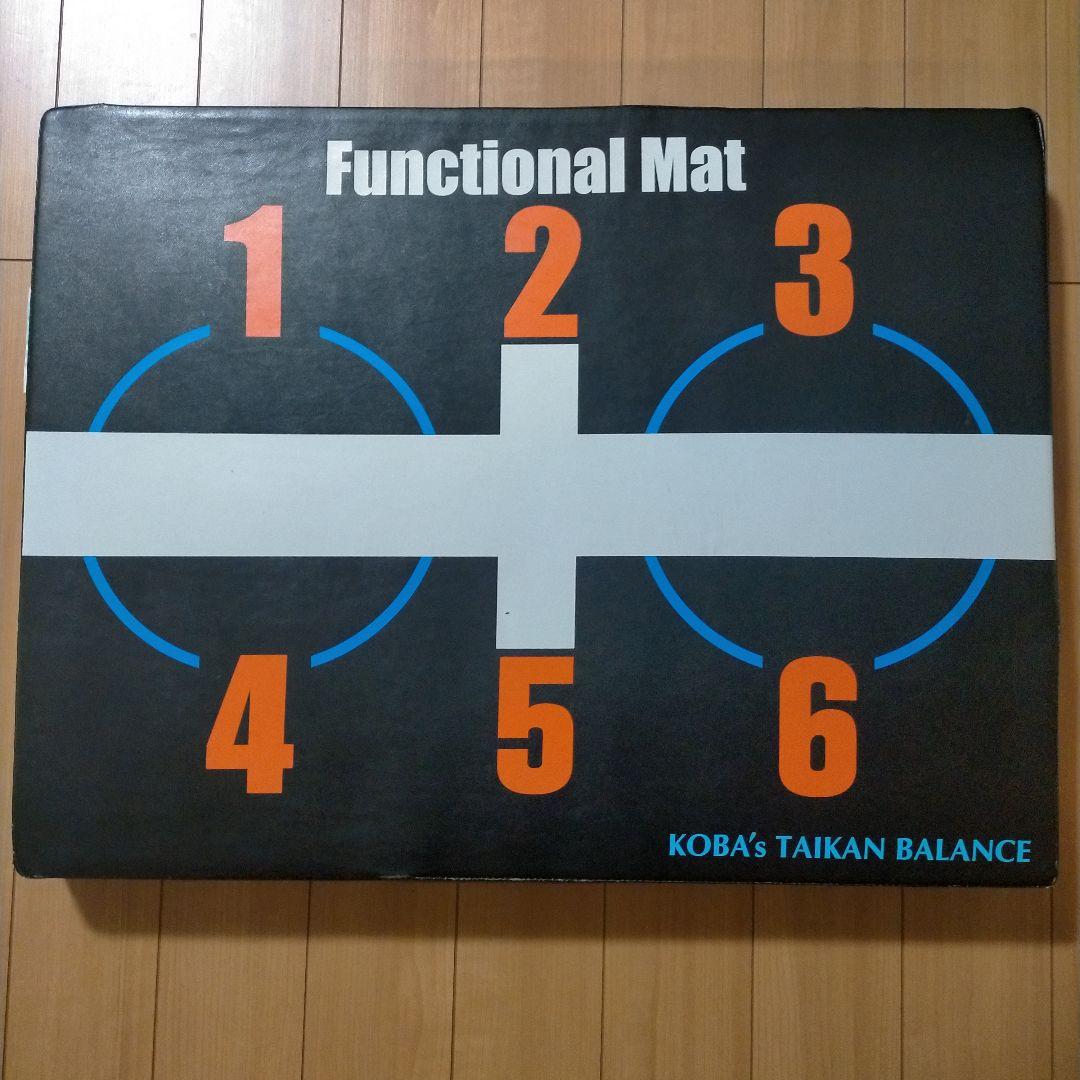 Functional Mat
1 2 3
4 5 6
KOBA's TAIKAN BALANCE